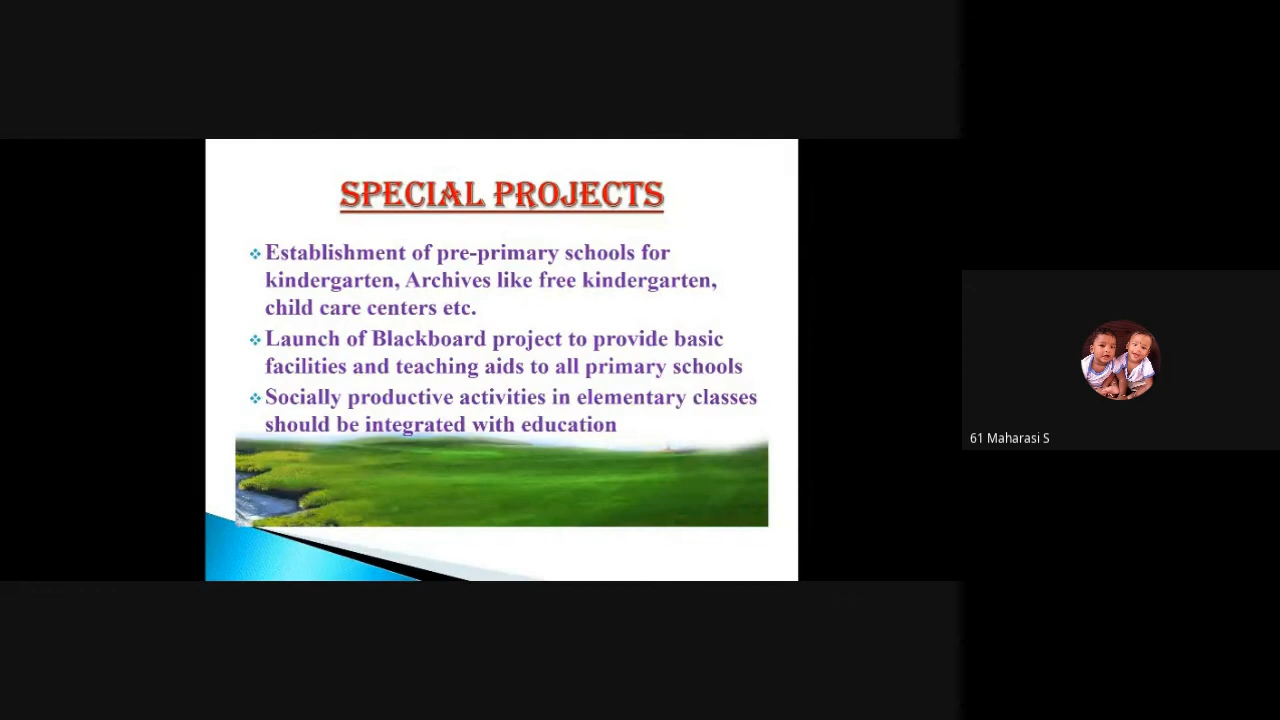 SPECIAL PROJECTS
Establishment of pre-primary schools for
kindergarten, Archives like free kindergarten,
child care centers etc.
Launch of Blackboard project to provide basic
facilities and teaching aids to all primary schools
Socially productive activities in elementary classes
should be integrated with education
61 Maharasi S